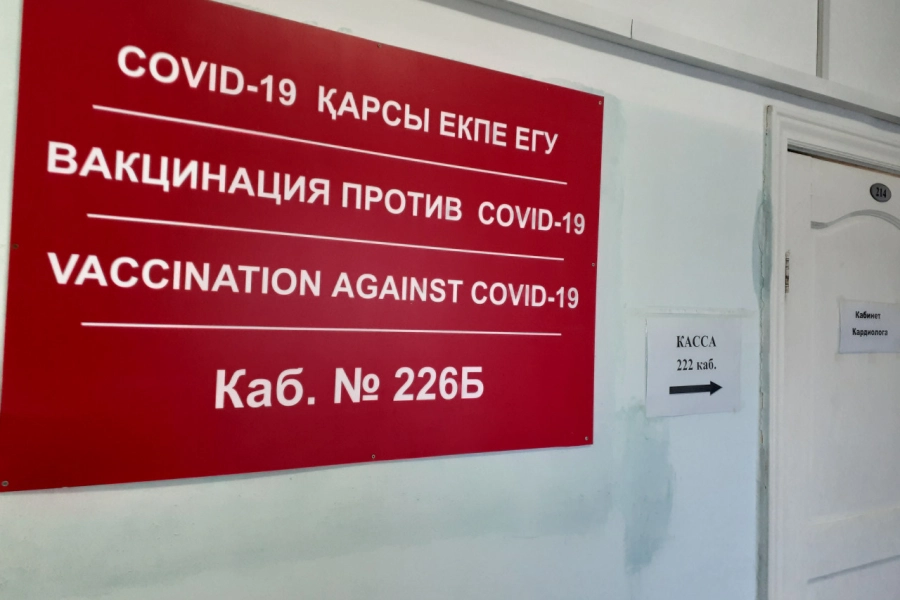 COVID-19 ҚАРСЫ ЕКПЕ ЕГУ
ВАКЦИНАЦИЯ ПРОТИВ COVID-19
VACCINATION AGAINST COVID-19
Каб. № 226Б
КАССА
222 каб.
214
Кабинет
Кардиолога